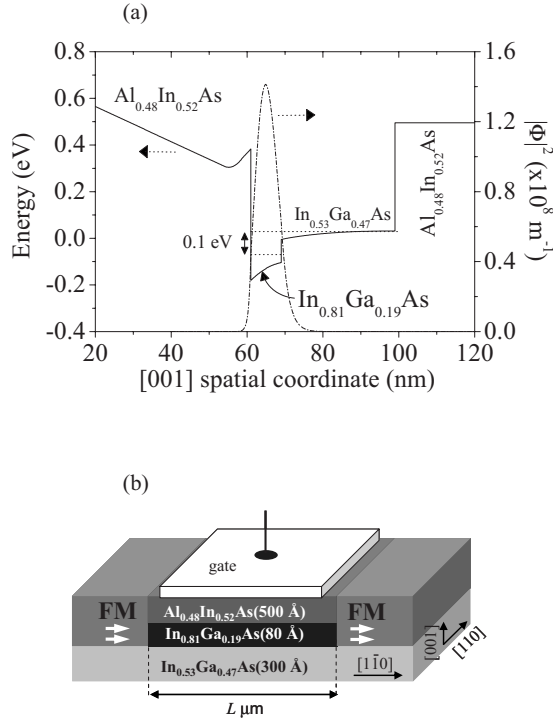 (a)
0.8
0.6
0.4
0.2
0.0
-0.2
-0.4
Energy (eV)
Al0.48In0.52As
0.1 eV
In0.53Ga0.47As
In0.81Ga0.19As
Al0.48In0.52As
1.6
1.2
0.8
0.4
0.0
|Φ|² (x10⁸ m⁻¹)
20 40 60 80 100 120
[001] spatial coordinate (nm)
(b)
gate
FM
Al0.48In0.52As(500 Å)
FM
In0.81Ga0.19As(80 Å)
In0.53Ga0.47As(300 Å)
[001]
[110]
[11̄0]
L μm